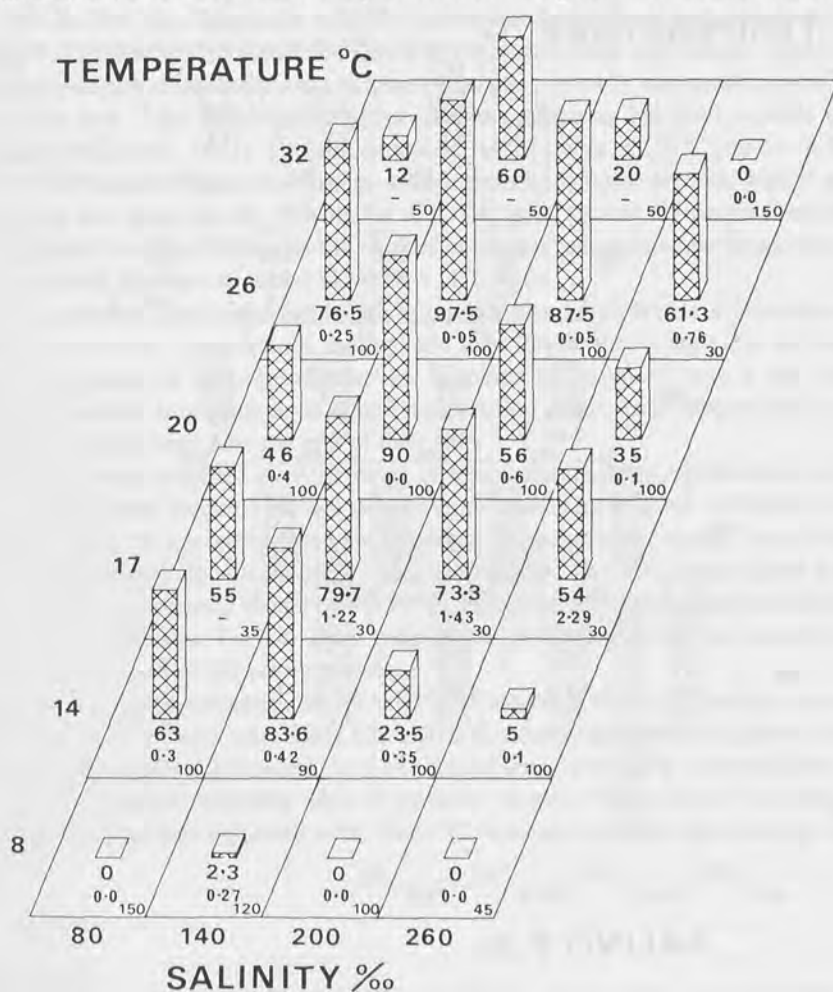 TEMPERATURE °C
32
12 60 20 0
- - - 0·0
50 50 50 150
26
76·5 97·5 87·5 61·3
0·25 0·05 0·05 0·76
100 100 100 30
20
46 90 56 35
0·4 0·0 0·6 0·1
100 100 100 100
17
55 79·7 73·3 54
- 1·22 1·43 2·29
35 30 30 30
14
63 83·6 23·5 5
0·3 0·42 0·35 0·1
100 90 100 100
8
0 2·3 0 0
0·0 0·27 0·0 0·0
150 120 100 45
80 140 200 260
SALINITY ‰